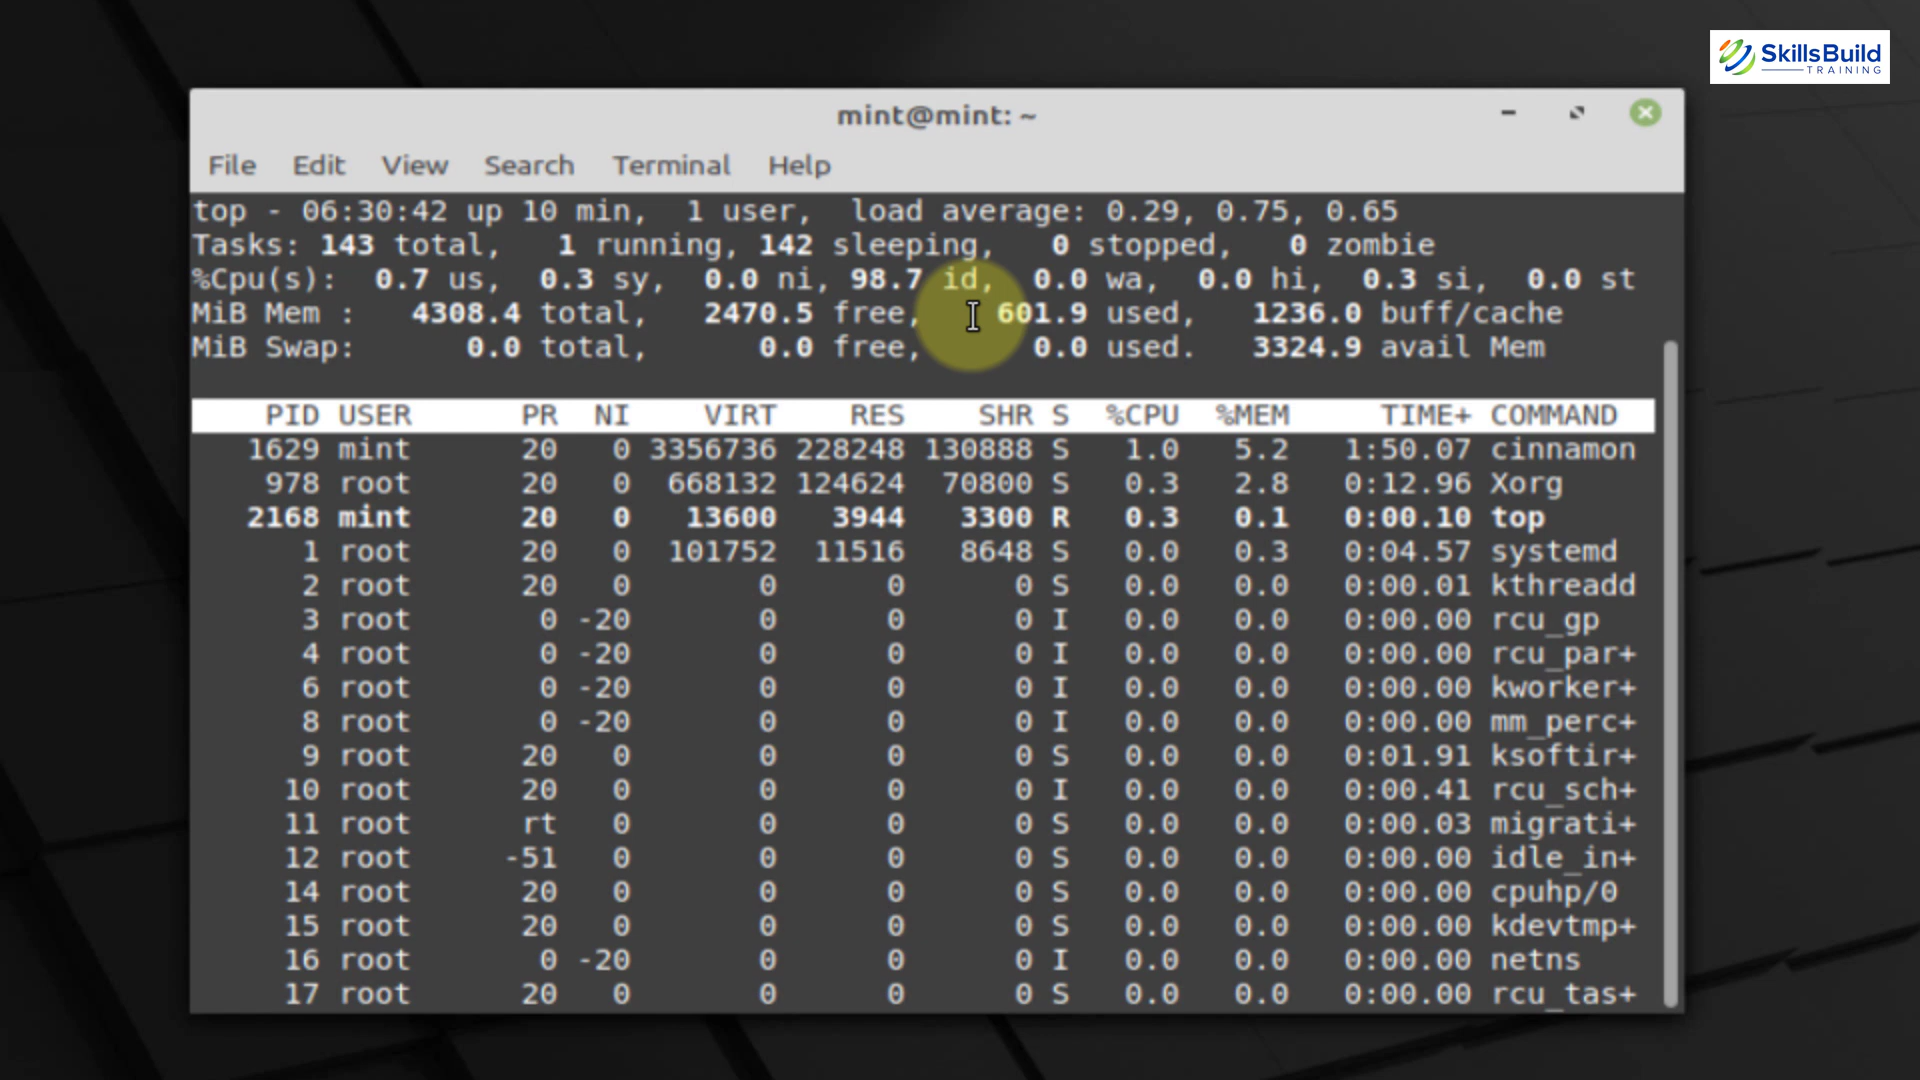 SkillsBuild
TRAINING
mint@mint: ~
File Edit View Search Terminal Help
top - 06:30:42 up 10 min,  1 user,  load average: 0.29, 0.75, 0.65
Tasks: 143 total,   1 running, 142 sleeping,   0 stopped,   0 zombie
%Cpu(s):  0.7 us,  0.3 sy,  0.0 ni, 98.7 id,  0.0 wa,  0.0 hi,  0.3 si,  0.0 st
MiB Mem :   4308.4 total,   2470.5 free,    601.9 used,   1236.0 buff/cache
MiB Swap:      0.0 total,      0.0 free,      0.0 used.   3324.9 avail Mem
PID USER      PR  NI    VIRT    RES    SHR S  %CPU  %MEM     TIME+ COMMAND
1629 mint      20   0 3356736 228248 130888 S   1.0   5.2   1:50.07 cinnamon
978 root      20   0  668132 124624  70800 S   0.3   2.8   0:12.96 Xorg
2168 mint      20   0   13600   3944   3300 R   0.3   0.1   0:00.10 top
1 root      20   0  101752  11516   8648 S   0.0   0.3   0:04.57 systemd
2 root      20   0       0      0      0 S   0.0   0.0   0:00.01 kthreadd
3 root       0 -20       0      0      0 I   0.0   0.0   0:00.00 rcu_gp
4 root       0 -20       0      0      0 I   0.0   0.0   0:00.00 rcu_par+
6 root       0 -20       0      0      0 I   0.0   0.0   0:00.00 kworker+
8 root       0 -20       0      0      0 I   0.0   0.0   0:00.00 mm_perc+
9 root      20   0       0      0      0 S   0.0   0.0   0:01.91 ksoftir+
10 root      20   0       0      0      0 I   0.0   0.0   0:00.41 rcu_sch+
11 root      rt   0       0      0      0 S   0.0   0.0   0:00.03 migrati+
12 root     -51   0       0      0      0 S   0.0   0.0   0:00.00 idle_in+
14 root      20   0       0      0      0 S   0.0   0.0   0:00.00 cpuhp/0
15 root      20   0       0      0      0 S   0.0   0.0   0:00.00 kdevtmp+
16 root       0 -20       0      0      0 I   0.0   0.0   0:00.00 netns
17 root      20   0       0      0      0 S   0.0   0.0   0:00.00 rcu_tas+